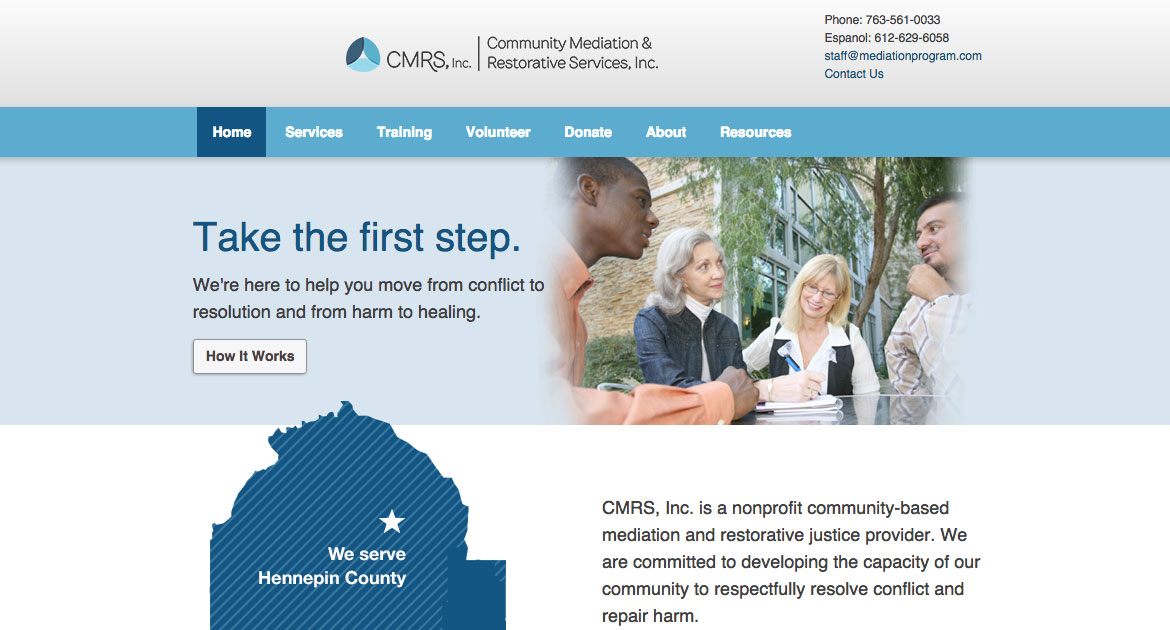 CMRS, Inc.
Community Mediation &
Restorative Services, Inc.
Phone: 763-561-0033
Espanol: 612-629-6058
staff@mediationprogram.com
Contact Us
Home Services Training Volunteer Donate About Resources
Take the first step.
We're here to help you move from conflict to
resolution and from harm to healing.
How It Works
We serve
Hennepin County
CMRS, Inc. is a nonprofit community-based
mediation and restorative justice provider. We
are committed to developing the capacity of our
community to respectfully resolve conflict and
repair harm.